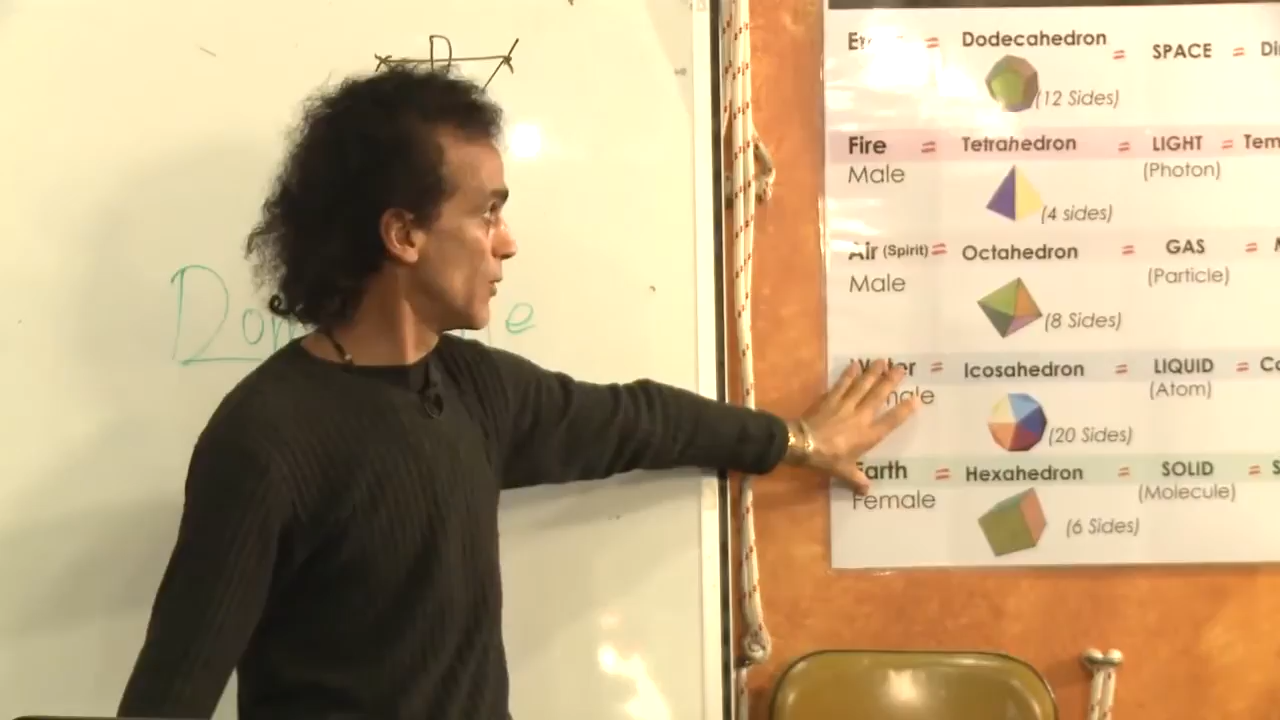 D
Dodecahedron = SPACE =
(12 Sides)
Fire = Tetrahedron = LIGHT =
Male (Photon)
(4 sides)
Air (Spirit) = Octahedron = GAS =
Male (Particle)
(8 Sides)
= Icosahedron = LIQUID =
(Atom)
(20 Sides)
Earth = Hexahedron = SOLID =
Female (Molecule)
(6 Sides)